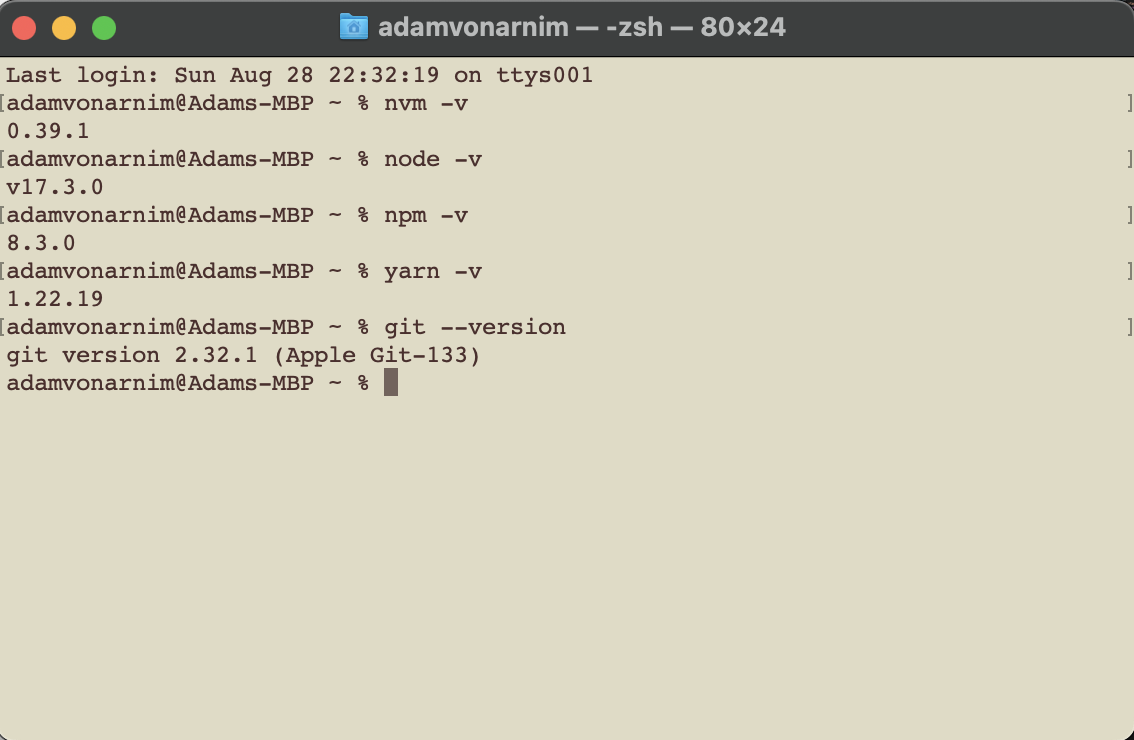 adamvonarnim — -zsh — 80×24
Last login: Sun Aug 28 22:32:19 on ttys001
[adamvonarnim@Adams-MBP ~ % nvm -v ]
0.39.1
[adamvonarnim@Adams-MBP ~ % node -v ]
v17.3.0
[adamvonarnim@Adams-MBP ~ % npm -v ]
8.3.0
[adamvonarnim@Adams-MBP ~ % yarn -v ]
1.22.19
[adamvonarnim@Adams-MBP ~ % git --version ]
git version 2.32.1 (Apple Git-133)
adamvonarnim@Adams-MBP ~ %